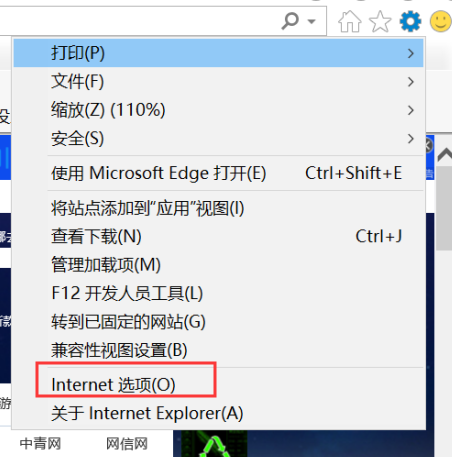 打印(P)
文件(F)
缩放(Z) (110%)
安全(S)
使用 Microsoft Edge 打开(E) Ctrl+Shift+E
将站点添加到“应用”视图(I)
查看下载(N) Ctrl+J
管理加载项(M)
F12 开发人员工具(L)
转到已固定的网站(G)
兼容性视图设置(B)
Internet 选项(O)
关于 Internet Explorer(A)
中青网 网信网